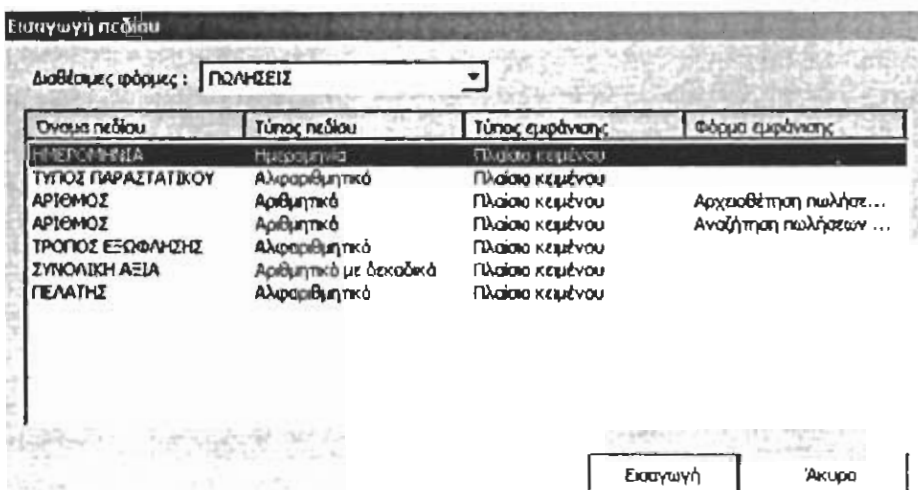 Εισαγωγή πεδίου
Διαθέσιμες φόρμες : ΠΩΛΗΣΕΙΣ
Όνομα πεδίου Τύπος πεδίου Τύπος εμφάνισης Φόρμα εμφάνισης
ΗΜΕΡΟΜΗΝΙΑ Ημερομηνία Πλαίσιο κειμένου
ΤΥΠΟΣ ΠΑΡΑΣΤΑΤΙΚΟΥ Αλφαριθμητικό Πλαίσιο κειμένου
ΑΡΙΘΜΟΣ Αριθμητικό Πλαίσιο κειμένου Αρχειοθέτηση πωλήσε...
ΑΡΙΘΜΟΣ Αριθμητικό Πλαίσιο κειμένου Αναζήτηση πωλήσεων ...
ΤΡΟΠΟΣ ΕΞΩΦΛΗΣΗΣ Αλφαριθμητικό Πλαίσιο κειμένου
ΣΥΝΟΛΙΚΗ ΑΞΙΑ Αριθμητικό με δεκαδικά Πλαίσιο κειμένου
ΠΕΛΑΤΗΣ Αλφαριθμητικό Πλαίσιο κειμένου
Εισαγωγή Άκυρο